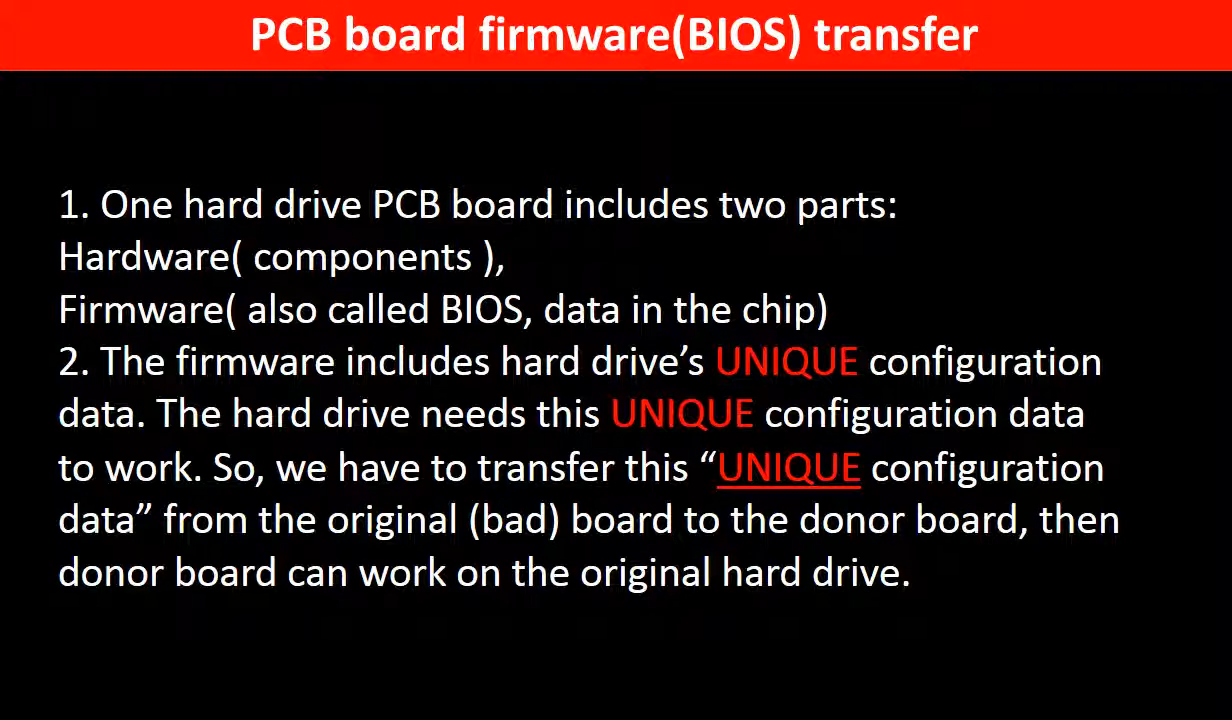 PCB board firmware(BIOS) transfer
1. One hard drive PCB board includes two parts:
Hardware( components ),
Firmware( also called BIOS, data in the chip)
2. The firmware includes hard drive’s UNIQUE configuration
data. The hard drive needs this UNIQUE configuration data
to work. So, we have to transfer this “UNIQUE configuration
data” from the original (bad) board to the donor board, then
donor board can work on the original hard drive.